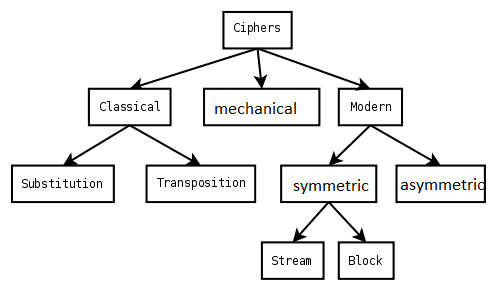 Ciphers
Classical
mechanical
Modern
Substitution
Transposition
symmetric
asymmetric
Stream
Block